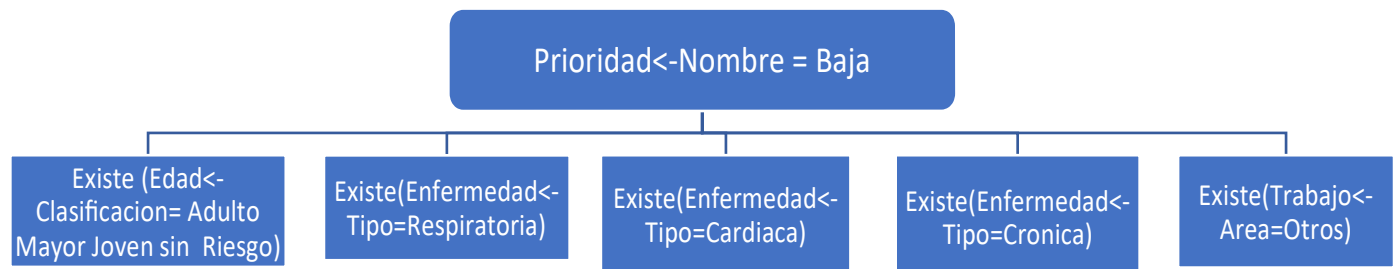 Prioridad<-Nombre = Baja
Existe (Edad<-
Clasificacion= Adulto
Mayor Joven sin  Riesgo)
Existe(Enfermedad<-
Tipo=Respiratoria)
Existe(Enfermedad<-
Tipo=Cardiaca)
Existe(Enfermedad<-
Tipo=Cronica)
Existe(Trabajo<-
Area=Otros)